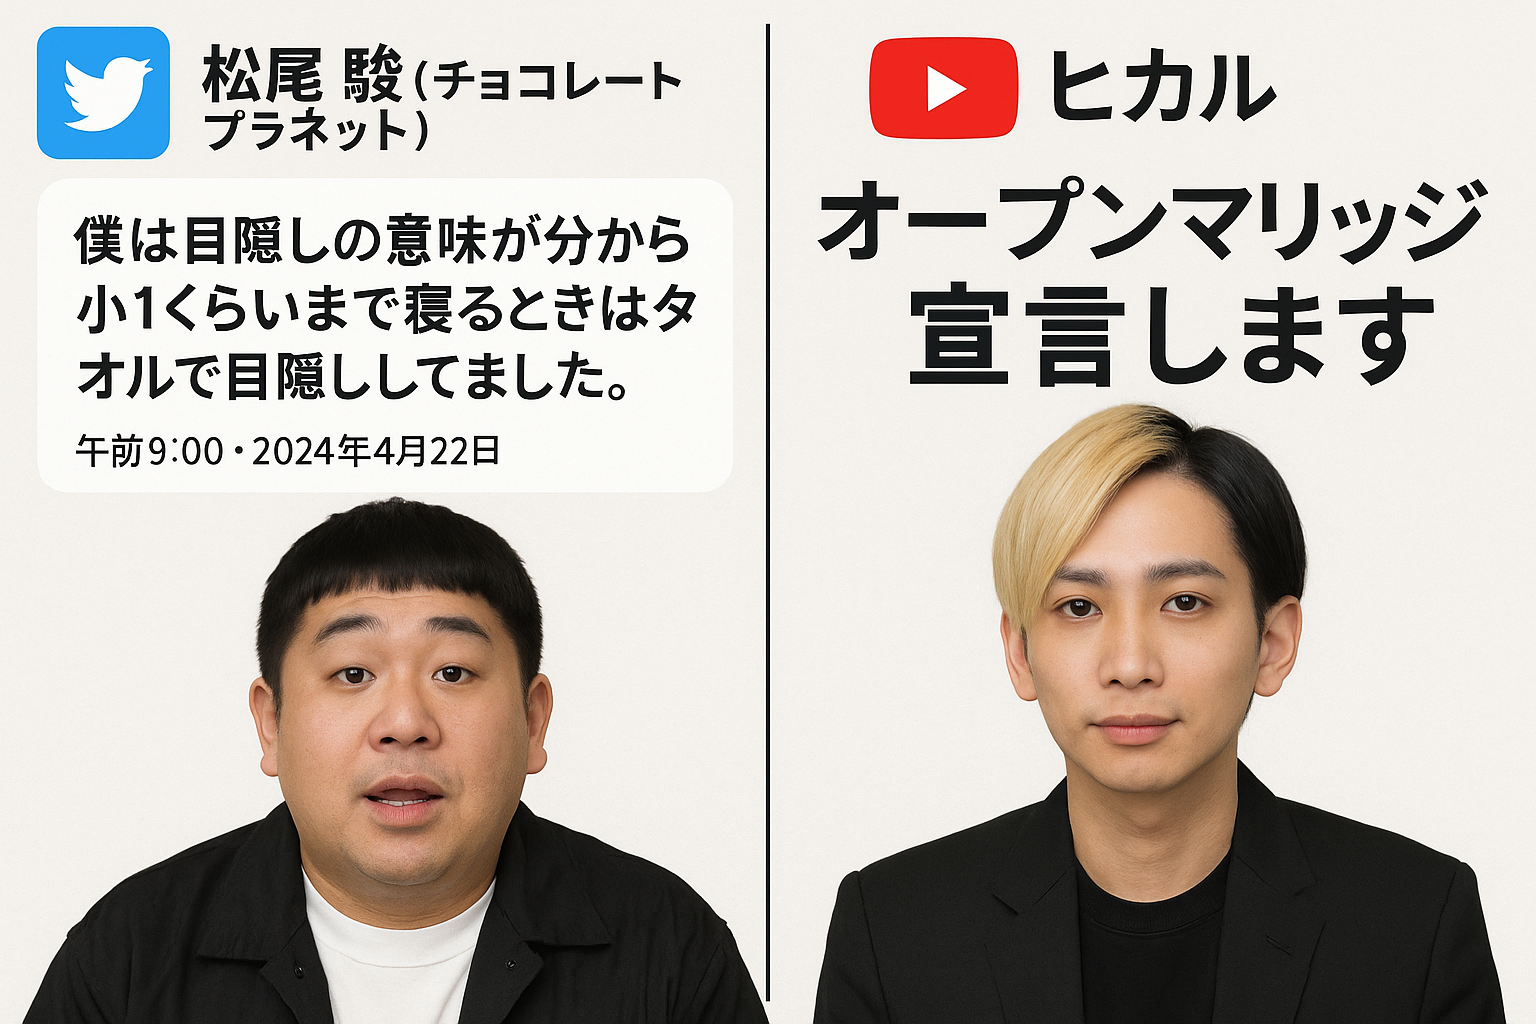 松尾 駿 (チョコレート
プラネット)
僕は目隠しの意味が分から
小1くらいまで寝るときはタ
オルで目隠ししてました。
午前9:00・2024年4月22日
ヒカル
オープンマリッジ
宣言します